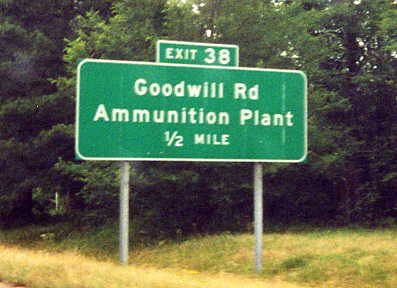 EXIT 38
Goodwill Rd
Ammunition Plant
½ MILE